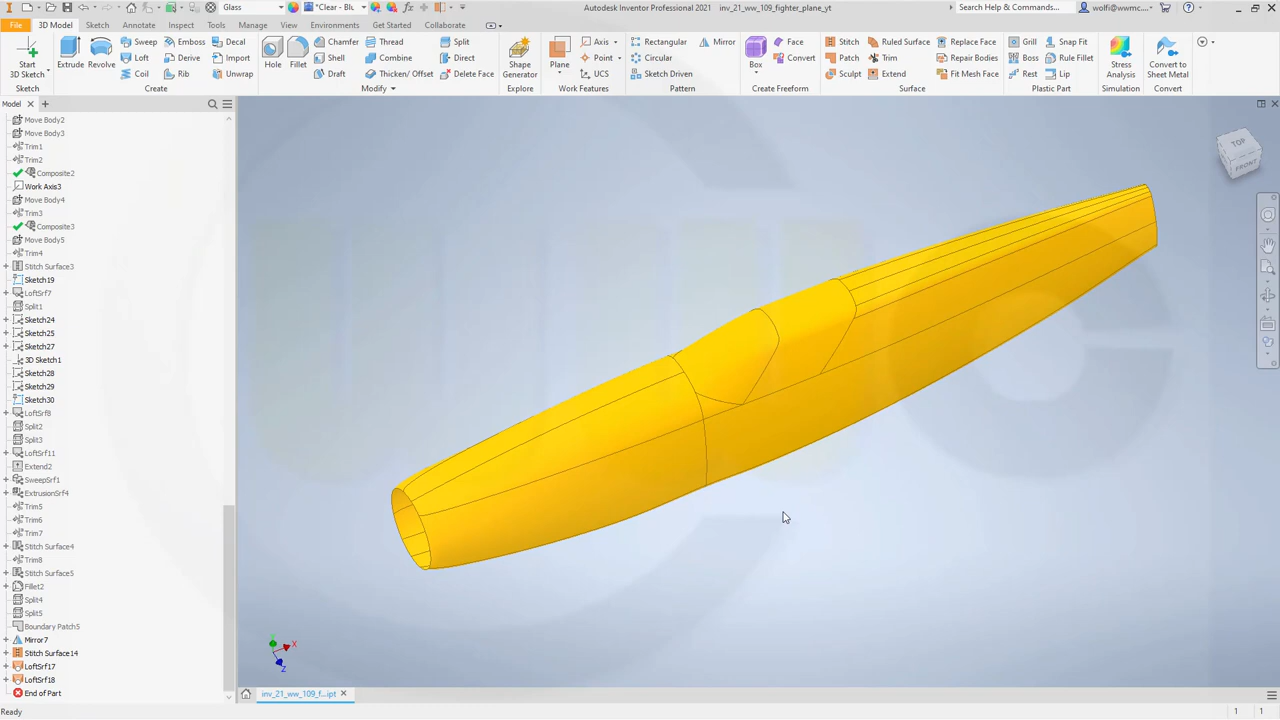 Glass
*Clear - Blu
Autodesk Inventor Professional 2021 inv_21_ww_109_fighter_plane_yt
Search Help & Commands...
wolfi@wwmc...
File
3D Model
Sketch
Annotate
Inspect
Tools
Manage
View
Environments
Get Started
Collaborate
Start
3D Sketch
Sketch
Extrude
Revolve
Sweep
Loft
Coil
Emboss
Derive
Rib
Decal
Import
Unwrap
Create
Hole
Fillet
Chamfer
Shell
Draft
Thread
Combine
Thicken/ Offset
Split
Direct
Delete Face
Modify
Shape
Generator
Explore
Plane
Axis
Point
UCS
Work Features
Rectangular
Circular
Sketch Driven
Mirror
Pattern
Box
Face
Convert
Create Freeform
Stitch
Patch
Sculpt
Ruled Surface
Trim
Extend
Replace Face
Repair Bodies
Fit Mesh Face
Surface
Grill
Boss
Rest
Snap Fit
Rule Fillet
Lip
Plastic Part
Stress
Analysis
Simulation
Convert to
Sheet Metal
Convert
Model
Move Body2
Move Body3
Trim1
Trim2
Composite2
Work Axis3
Move Body4
Trim3
Composite3
Move Body5
Trim4
Stitch Surface3
Sketch19
LoftSrf7
Split1
Sketch24
Sketch25
Sketch27
3D Sketch1
Sketch28
Sketch29
Sketch30
LoftSrf8
Split2
Split3
LoftSrf11
Extend2
SweepSrf1
ExtrusionSrf4
Trim5
Trim6
Trim7
Stitch Surface4
Trim8
Stitch Surface5
Fillet2
Split4
Split5
Boundary Patch5
Mirror7
Stitch Surface14
LoftSrf17
LoftSrf18
End of Part
TOP
FRONT
X
Z
inv_21_ww_109_f...ipt
Ready
1 1